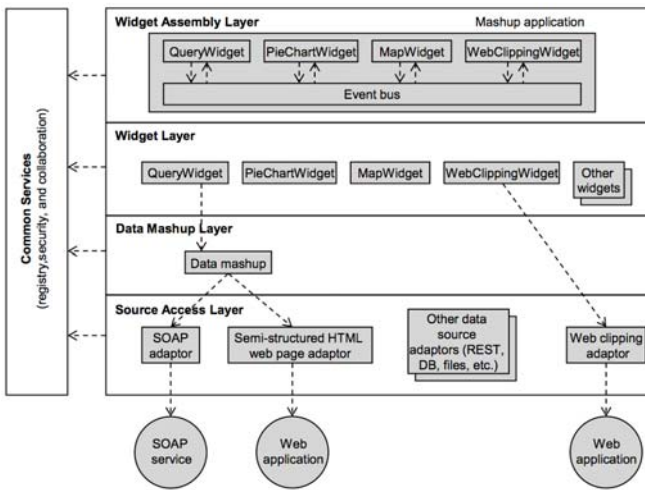 Widget Assembly Layer
Mashup application
QueryWidget
PieChartWidget
MapWidget
WebClippingWidget
Event bus
Common Services
(registry,security, and collaboration)
Widget Layer
QueryWidget
PieChartWidget
MapWidget
WebClippingWidget
Other
widgets
Data Mashup Layer
Data mashup
Source Access Layer
SOAP
adaptor
Semi-structured HTML
web page adaptor
Other data
source
adaptors (REST,
DB, files, etc.)
Web clipping
adaptor
SOAP
service
Web
application
Web
application